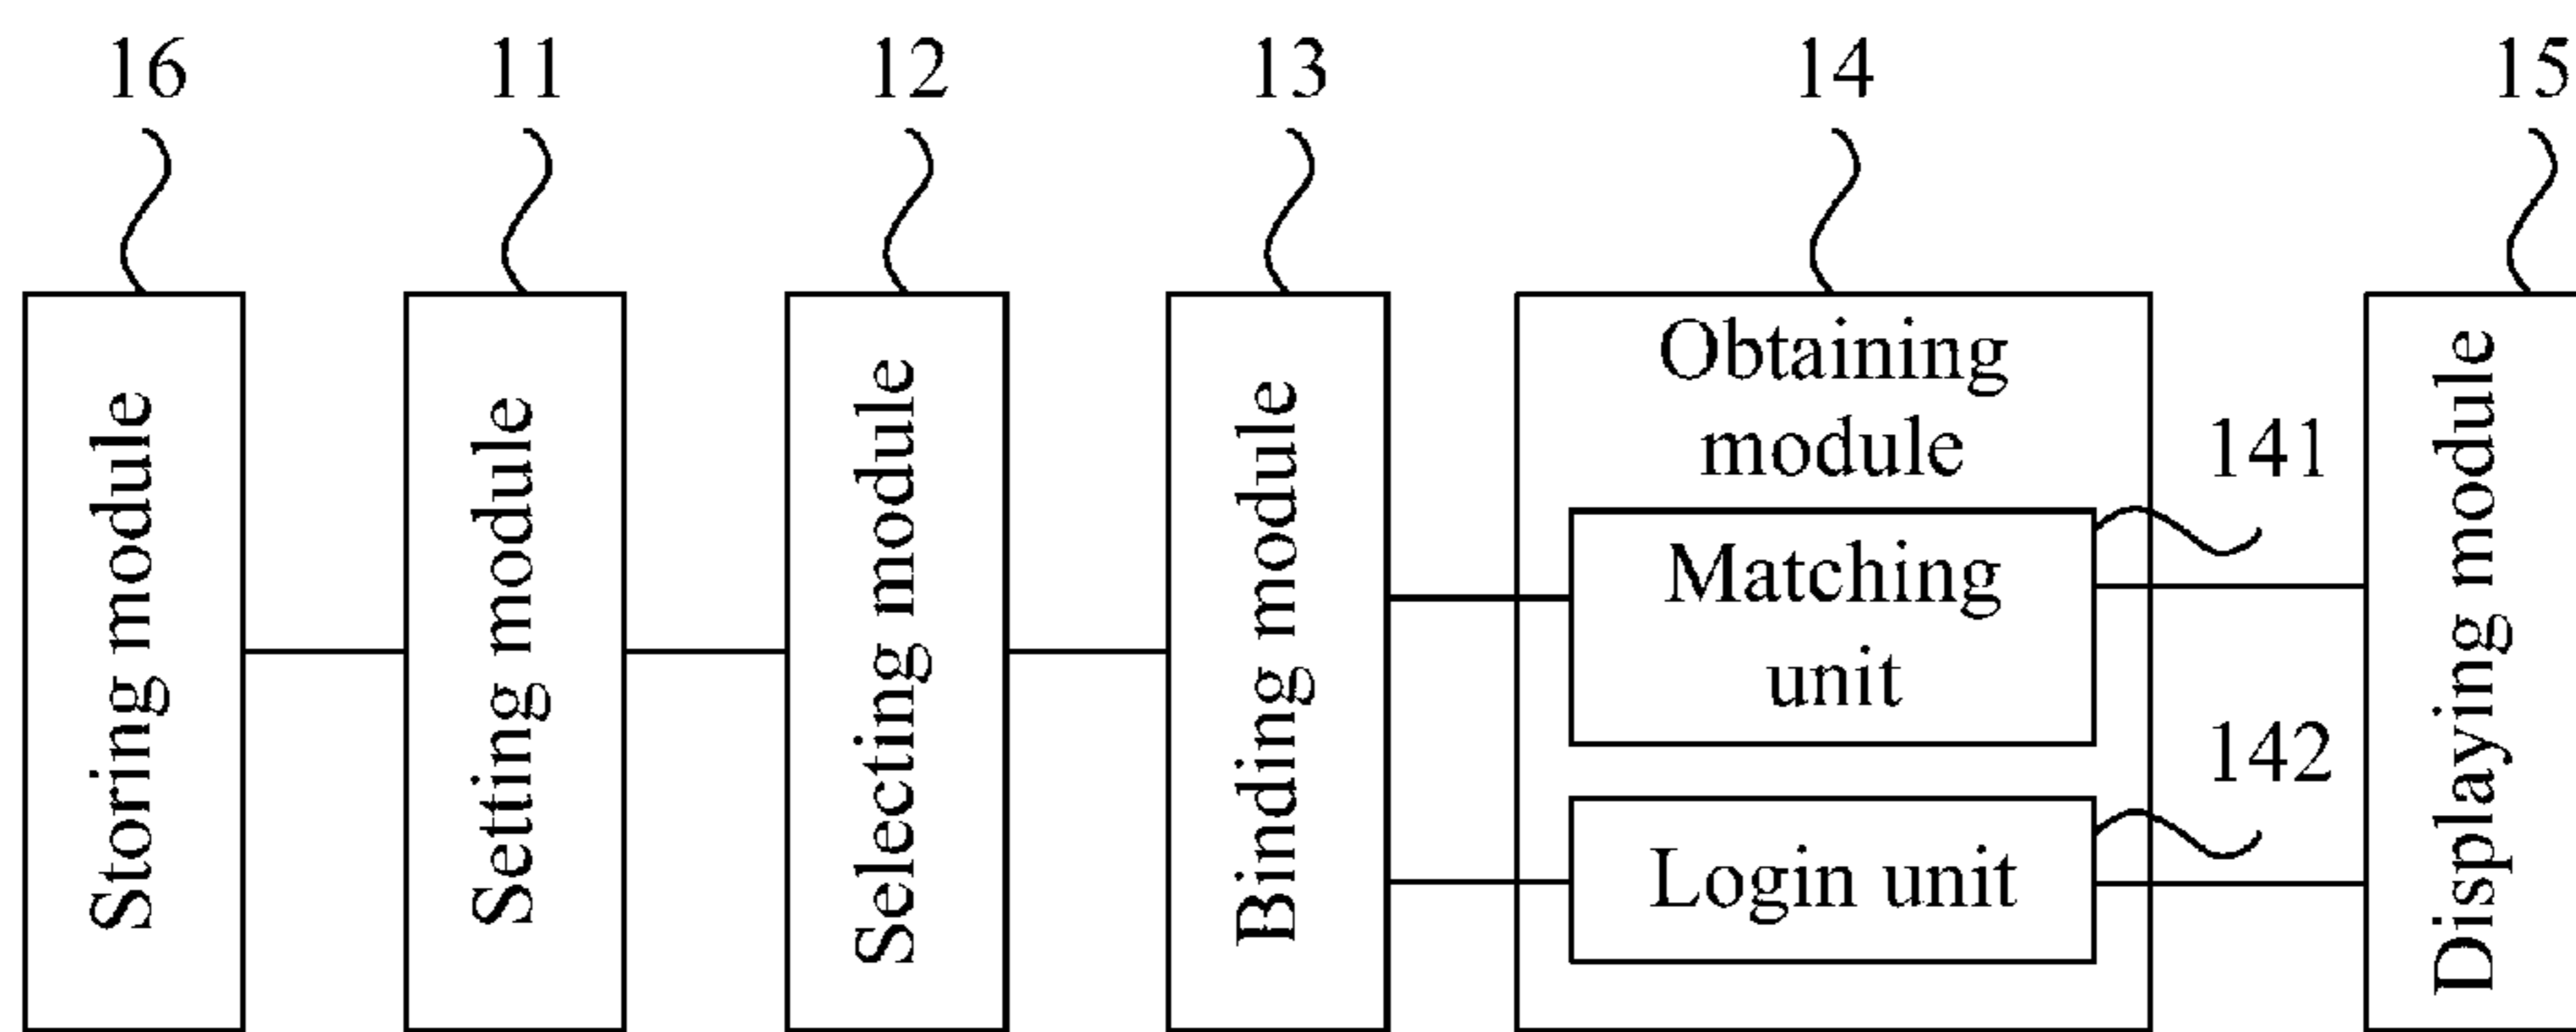 16
11
12
13
14
15
Storing module
Setting module
Selecting module
Binding module
Obtaining
module
141
Matching
unit
142
Login unit
Displaying module